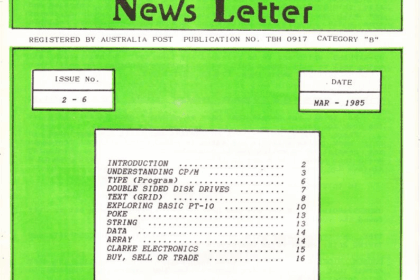 News Letter
REGISTERED BY AUSTRALIA POST PUBLICATION NO. TBH 0917 CATEGORY "B"
ISSUE No.
2 - 6
DATE
MAR - 1985
INTRODUCTION .................. 2
UNDERSTANDING CP/M ............ 3
TYPE (Program) ................ 6
DOUBLE SIDED DISK DRIVES ...... 7
TEXT (GRID) ................... 8
EXPLORING BASIC PT-10 ......... 10
POKE .......................... 13
STRING ........................ 13
DATA .......................... 14
ARRAY ......................... 14
CLARKE ELECTRONICS ............ 15
BUY, SELL OR TRADE ............ 16